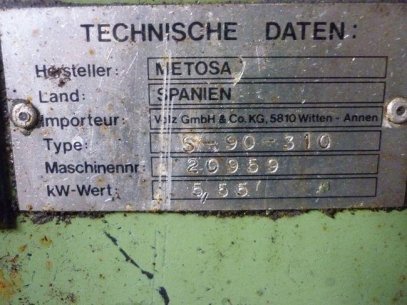 TECHNISCHE DATEN:
Hersteller: METOSA
Land: SPANIEN
Importeur: Volz GmbH & Co. KG, 5810 Witten - Annen
Type: S-90-310
Maschinennr. 20959
kW-Wert: 5,55